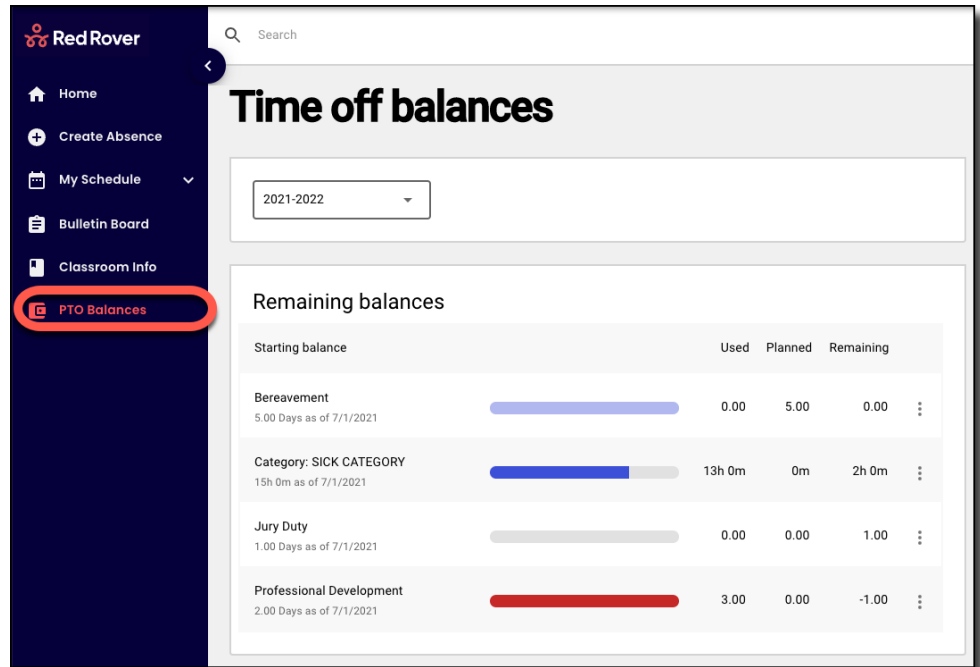 Red Rover
Search
Home
Create Absence
My Schedule
Bulletin Board
Classroom Info
PTO Balances
Time off balances
2021-2022
Remaining balances
Starting balance Used Planned Remaining
Bereavement
5.00 Days as of 7/1/2021
0.00 5.00 0.00
Category: SICK CATEGORY
15h 0m as of 7/1/2021
13h 0m 0m 2h 0m
Jury Duty
1.00 Days as of 7/1/2021
0.00 0.00 1.00
Professional Development
2.00 Days as of 7/1/2021
3.00 0.00 -1.00